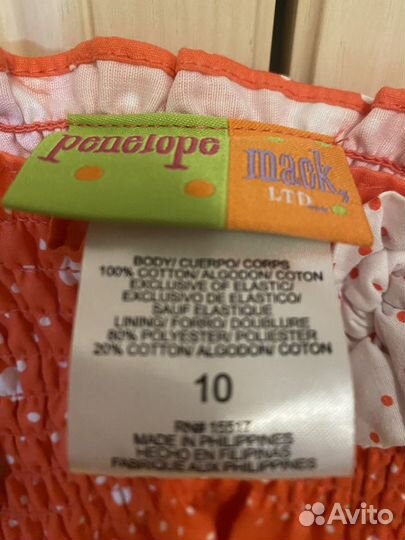 penelope
mack
LTD
BODY/ CUERPO/ CORPS
100% COTTON/ ALGODON/ COTON
EXCLUSIVE OF ELASTIC/
EXCLUSIVO DE ELASTICO/
SAUF ELASTIQUE
LINING/ FORRO/ DOUBLURE
80% POLYESTER/ POLIESTER
20% COTTON/ ALGODON/ COTON
10
RN# 15517
MADE IN PHILIPPINES
HECHO EN FILIPINAS
FABRIQUE AUX PHILIPPINES
Avito